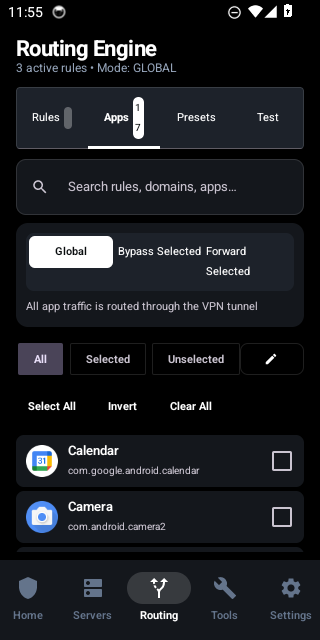 11:55
Routing Engine
3 active rules • Mode: GLOBAL
Rules
Apps
1
7
Presets
Test
Search rules, domains, apps...
Global
Bypass Selected
Forward
Selected
All app traffic is routed through the VPN tunnel
All
Selected
Unselected
Select All
Invert
Clear All
Calendar
com.google.android.calendar
Camera
com.android.camera2
Home
Servers
Routing
Tools
Settings